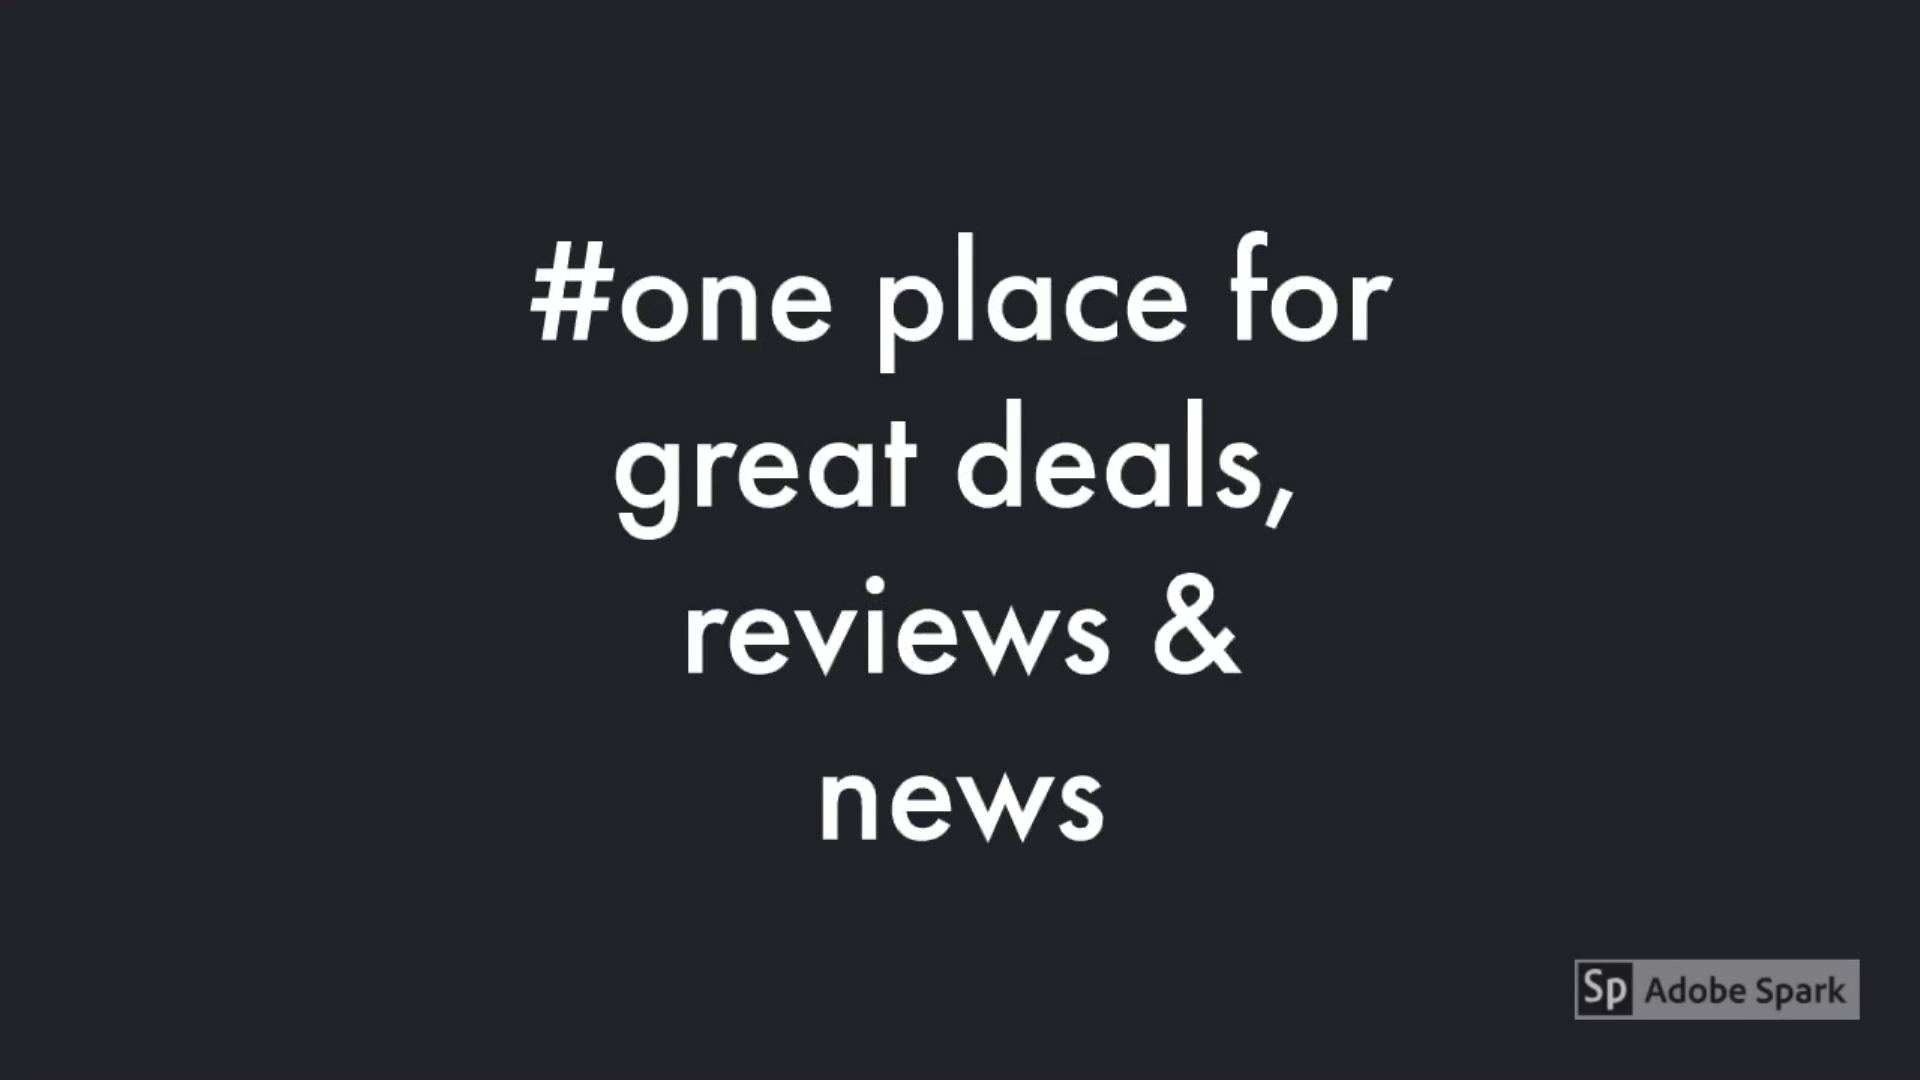 #one place for
great deals,
reviews &
news
Sp Adobe Spark